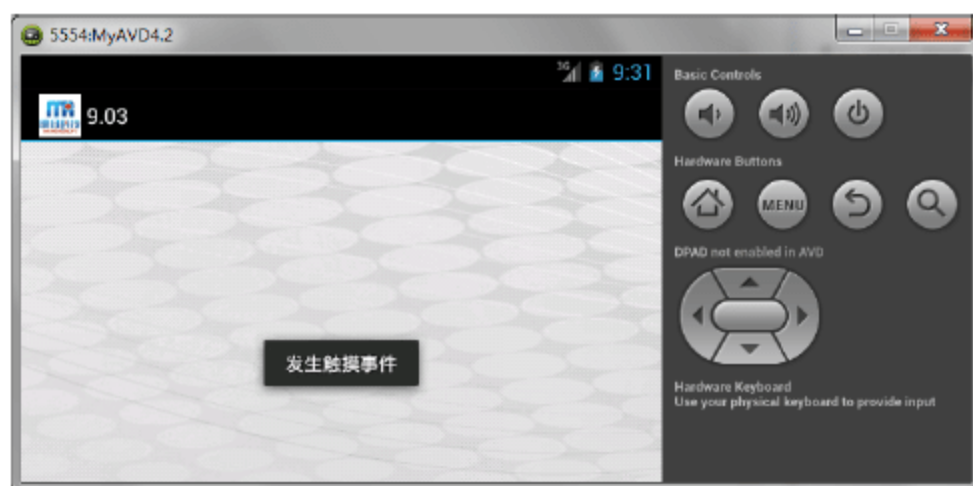 5554:MyAVD4.2
3G 9:31
9.03
发生触摸事件
Basic Controls
Hardware Buttons
MENU
DPAD not enabled in AVD
Hardware Keyboard
Use your physical keyboard to provide input